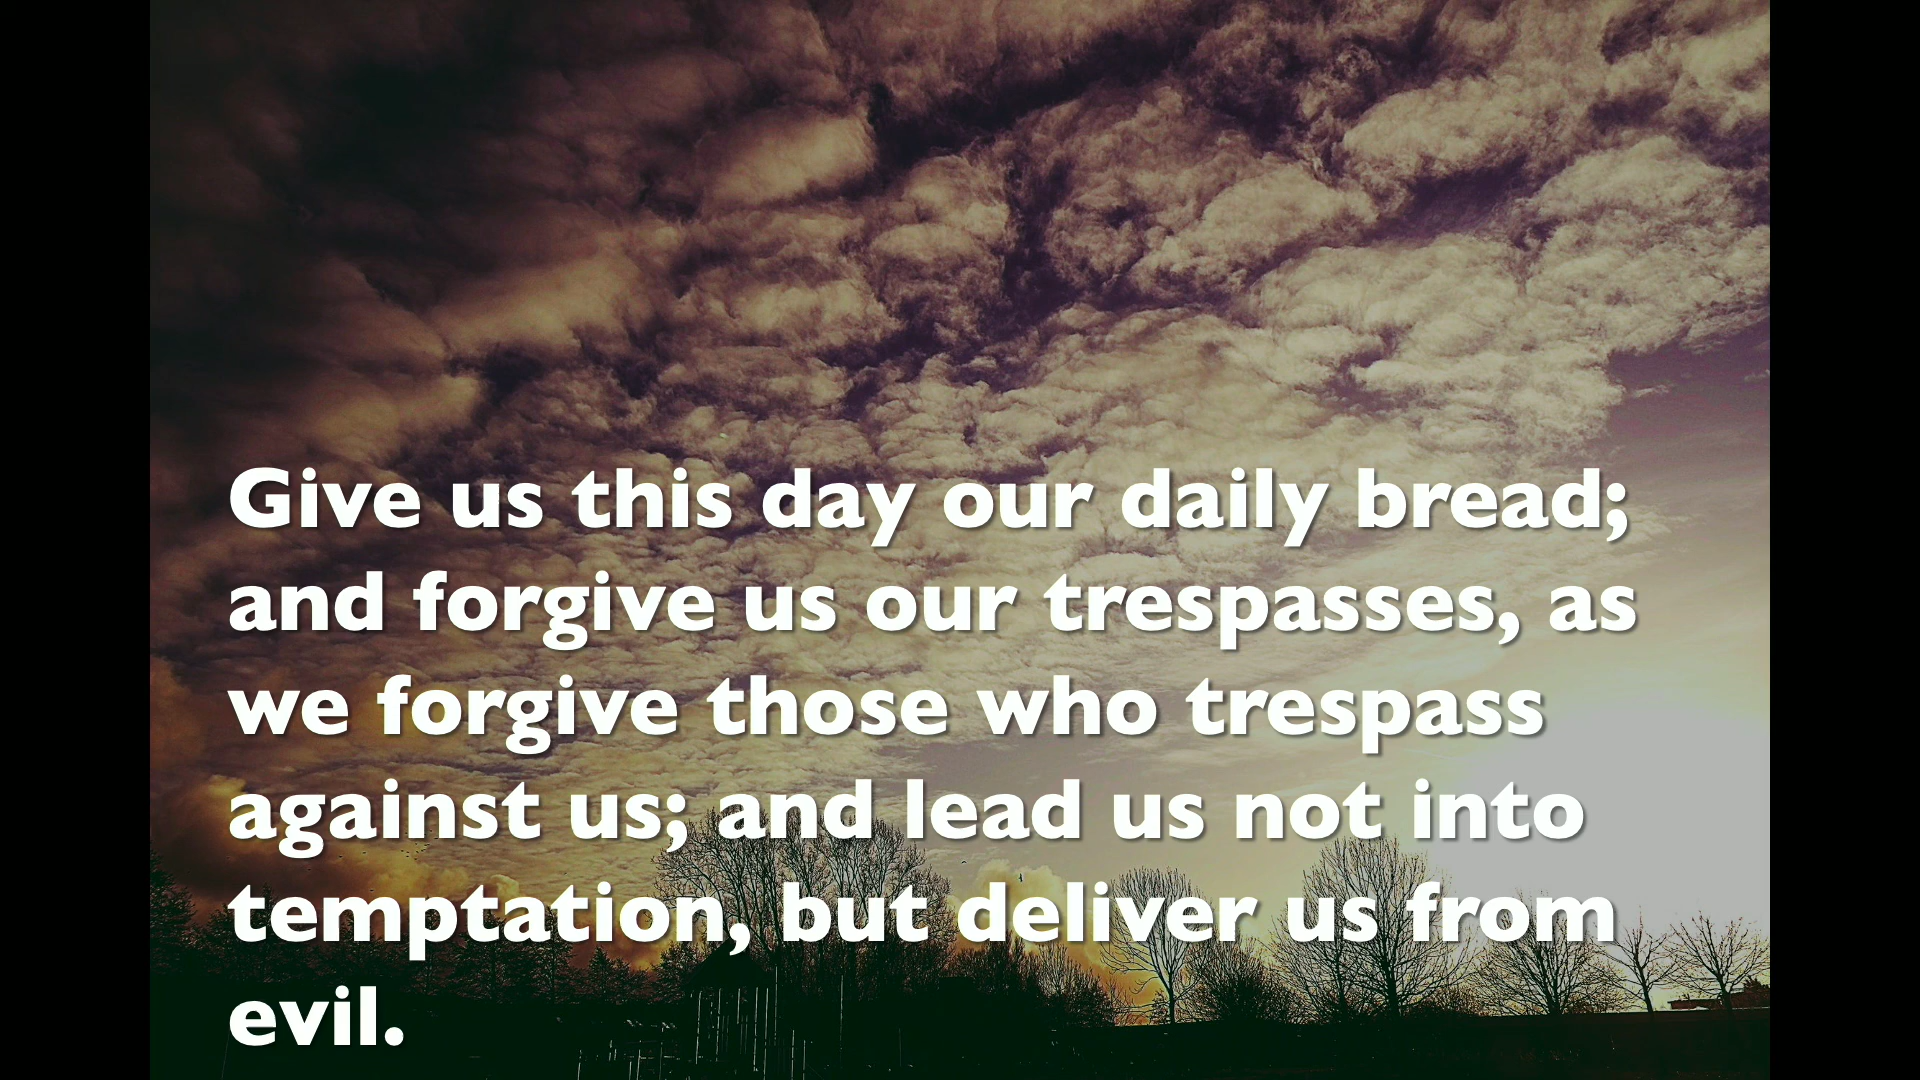 Give us this day our daily bread;
and forgive us our trespasses, as
we forgive those who trespass
against us; and lead us not into
temptation, but deliver us from
evil.